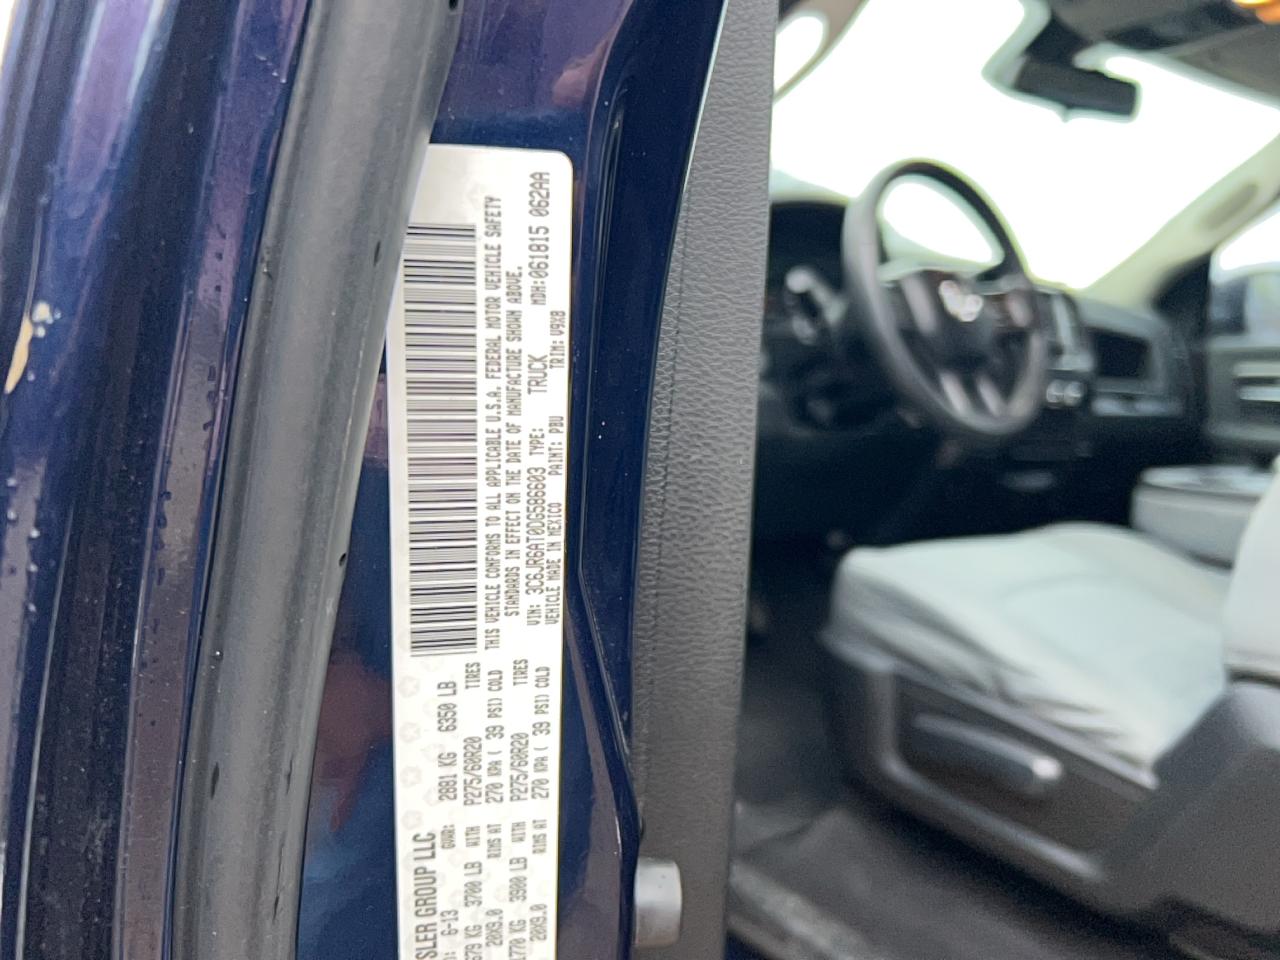 SLER GROUP LLC
6-13 GVWR: 2881 KG 6350 LB
679 KG 3700 LB WITH P275/60R20 TIRES
20X9.0 RIMS AT 270 KPA ( 39 PSI) COLD
1770 KG 3900 LB WITH P275/60R20 TIRES
20X9.0 RIMS AT 270 KPA ( 39 PSI) COLD
THIS VEHICLE CONFORMS TO ALL APPLICABLE U.S.A. FEDERAL MOTOR VEHICLE SAFETY
STANDARDS IN EFFECT ON THE DATE OF MANUFACTURE SHOWN ABOVE.
VIN: 3C6JR6AT0DG586603 TYPE: TRUCK MDH:061815 062AA
VEHICLE MADE IN MEXICO PAINT: PBU TRIM: V9X8